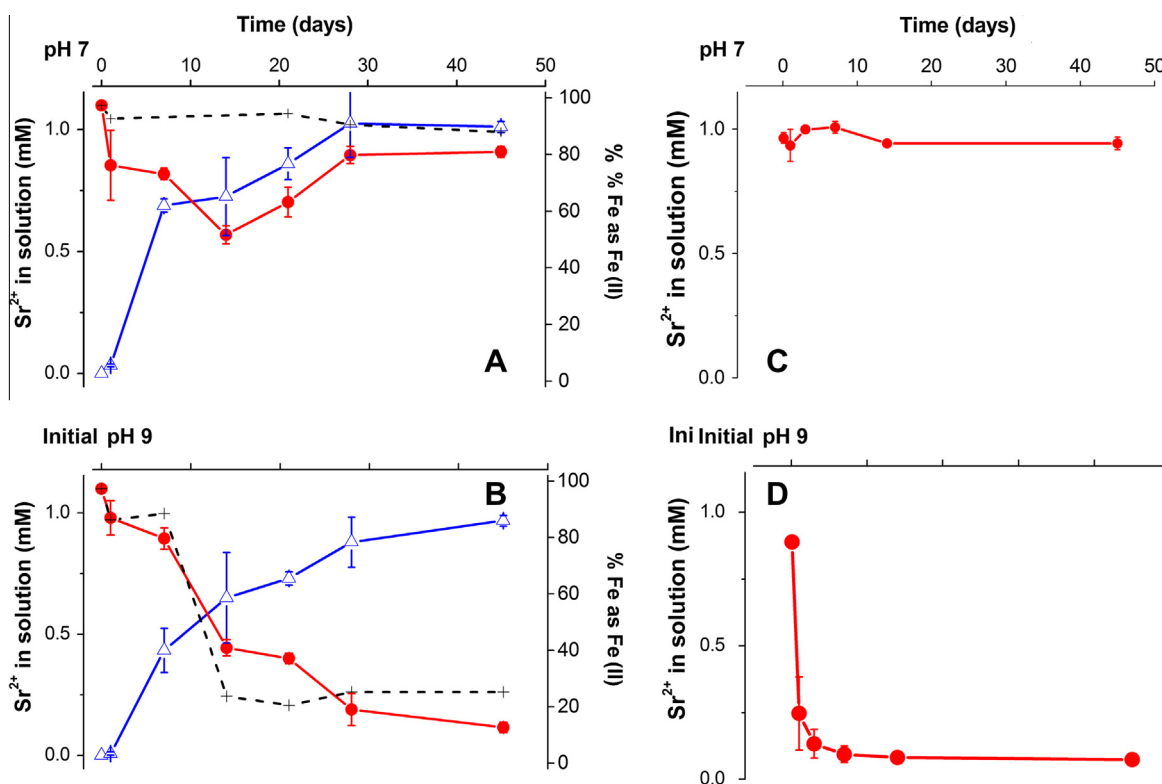 Time (days)
pH 7
0 10 20 30 40 50
1.0
0.5
0.0
Sr2+ in solution (mM)
100
80
60
40
20
0
% % Fe as Fe (II)
A
Time (days)
pH 7
0 10 20 30 40 50
1.0
0.5
0.0
Sr2+ in solution (mM)
C
Initial pH 9
1.0
0.5
0.0
Sr2+ in solution (mM)
100
80
60
40
20
0
% Fe as Fe (II)
B
Ini Initial pH 9
1.0
0.5
0.0
Sr2+ in solution (mM)
D